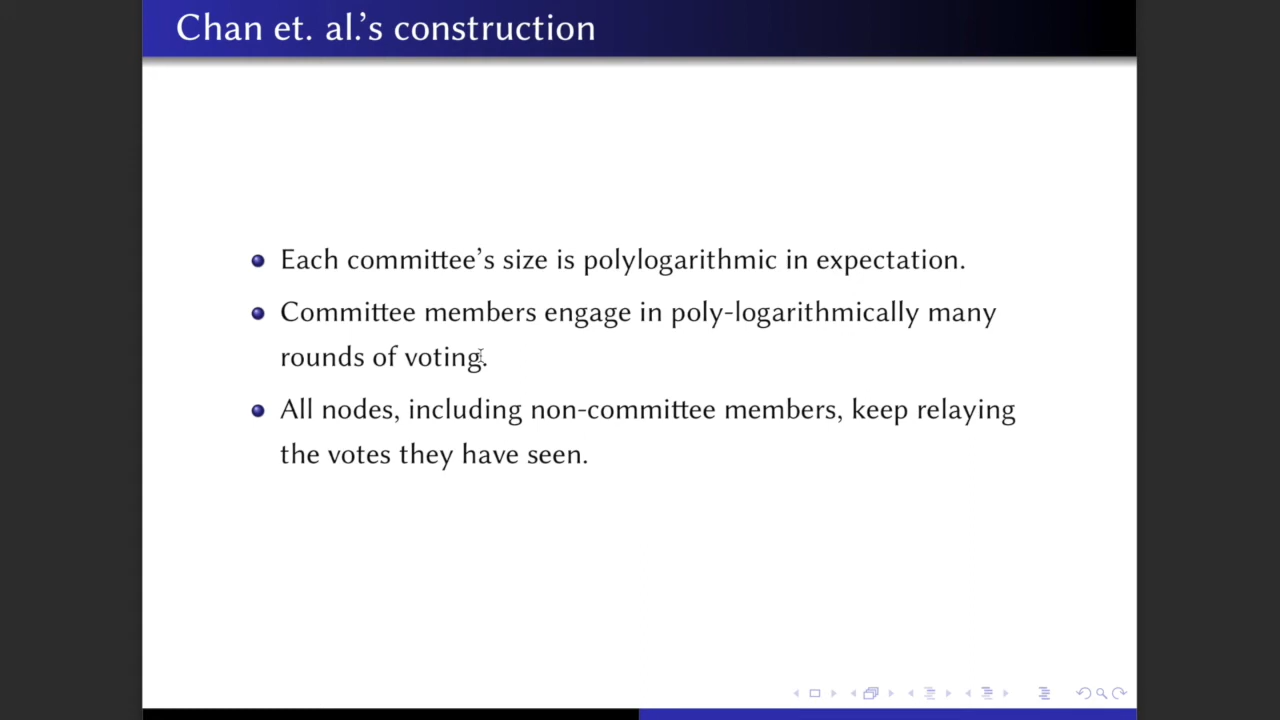 Chan et. al.'s construction
Each committee's size is polylogarithmic in expectation.
Committee members engage in poly-logarithmically many
rounds of voting.
All nodes, including non-committee members, keep relaying
the votes they have seen.